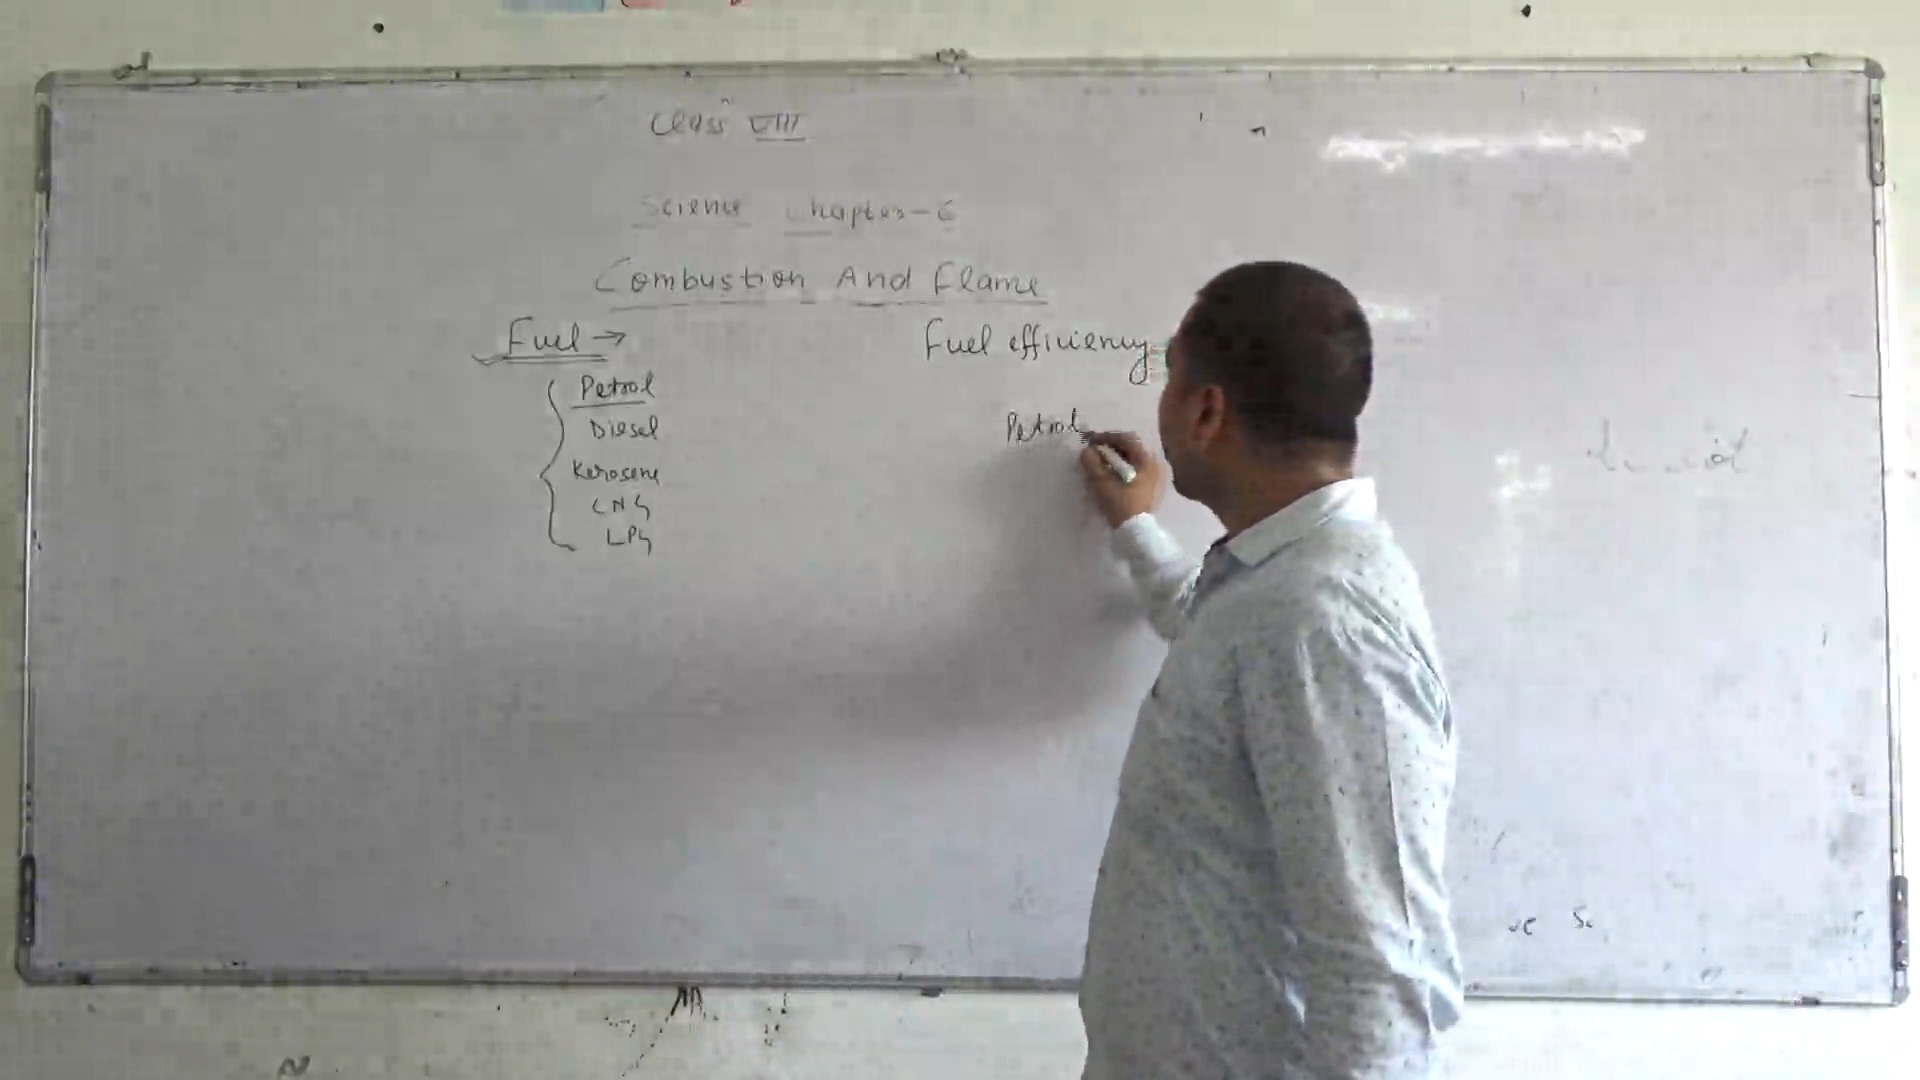 Class VIII
Science Chapter-6
Combustion And Flame
Fuel →
Petrol
Diesel
Kerosene
CNG
LPG
Fuel efficiency
Petrol